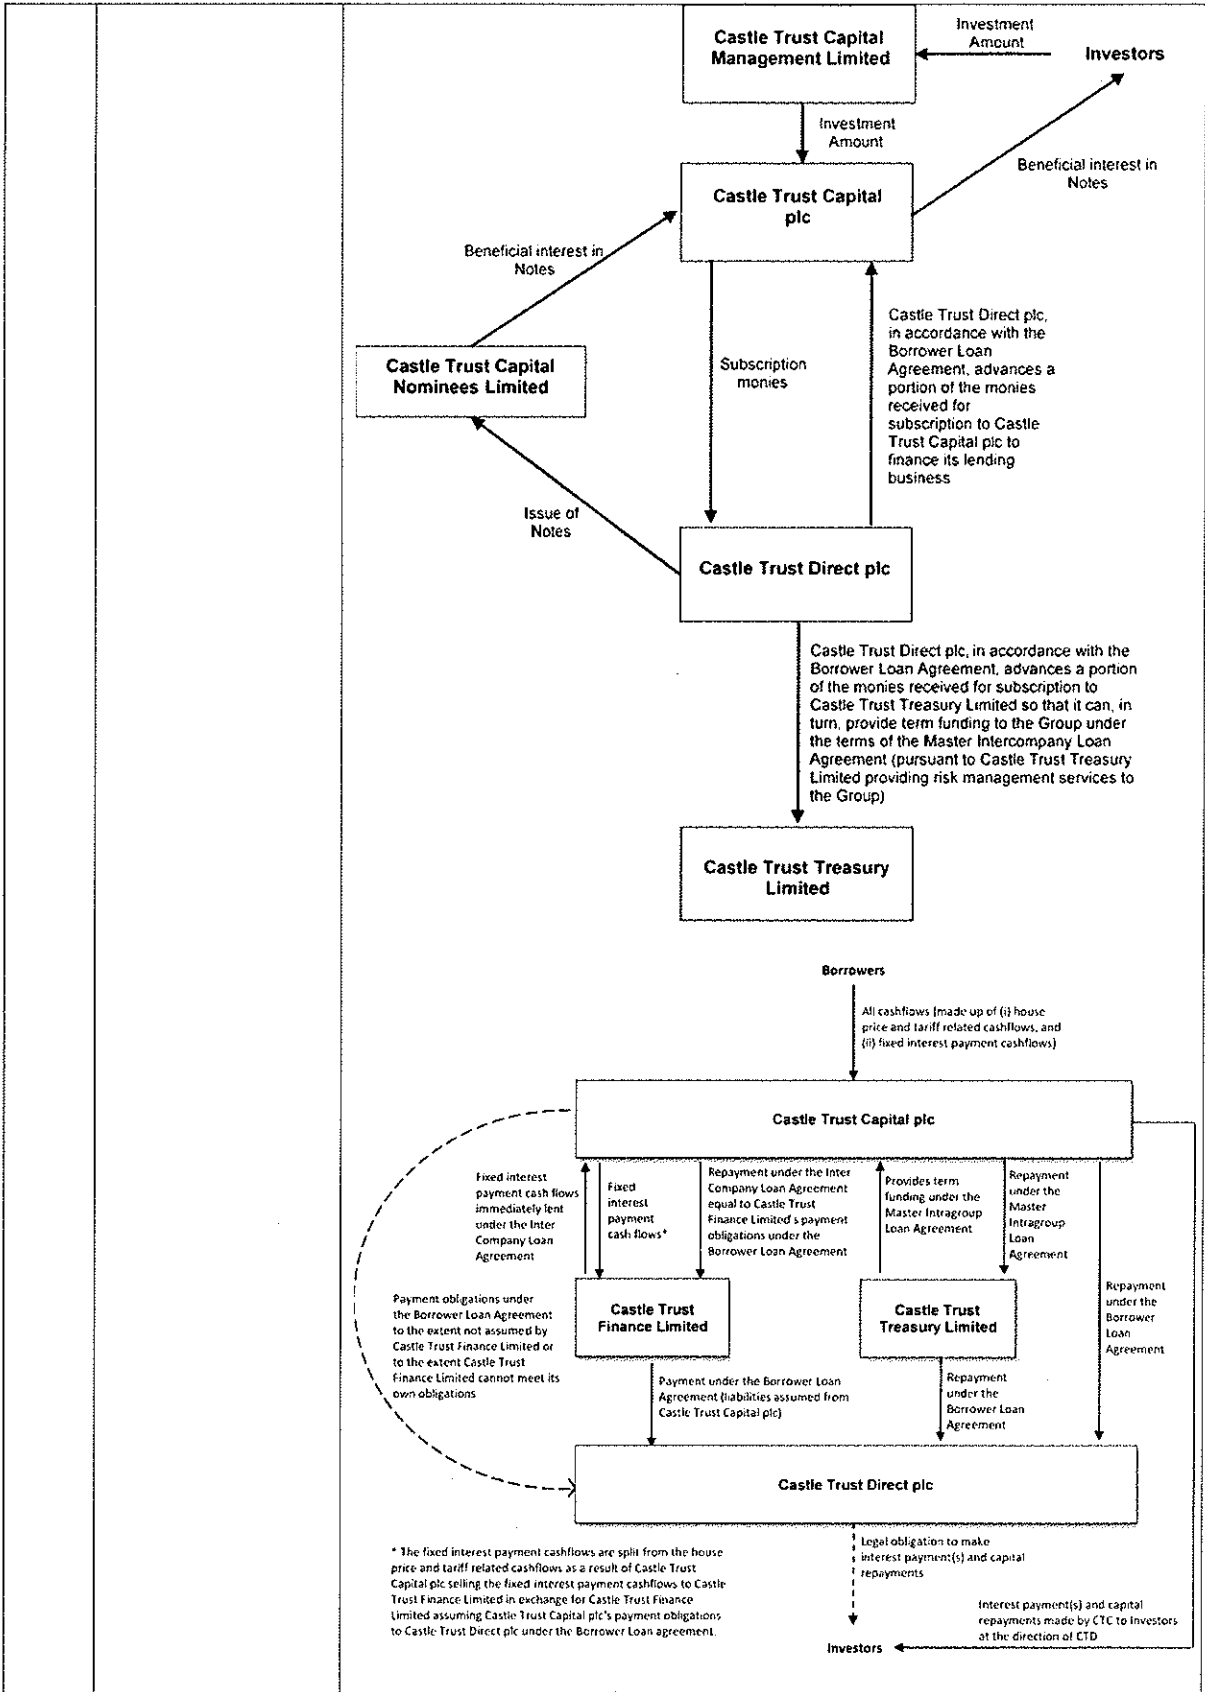 Castle Trust Capital
Management Limited
Investment
Amount
Investors
Investment
Amount
Beneficial interest in
Notes
Castle Trust Capital
plc
Beneficial interest in
Notes
Castle Trust Capital
Nominees Limited
Subscription
monies
Castle Trust Direct plc,
in accordance with the
Borrower Loan
Agreement, advances a
portion of the monies
received for
subscription to Castle
Trust Capital plc to
finance its lending
business
Issue of
Notes
Castle Trust Direct plc
Castle Trust Direct plc, in accordance with the
Borrower Loan Agreement, advances a portion
of the monies received for subscription to
Castle Trust Treasury Limited so that it can, in
turn, provide term funding to the Group under
the terms of the Master Intercompany Loan
Agreement (pursuant to Castle Trust Treasury
Limited providing risk management services to
the Group)
Castle Trust Treasury
Limited
Borrowers
All cashflows (made up of (i) house
price and tariff related cashflows, and
(ii) fixed interest payment cashflows)
Castle Trust Capital plc
Fixed interest
payment cash flows
immediately lent
under the Inter
Company Loan
Agreement
Fixed
interest
payment
cash flows*
Repayment under the Inter
Company Loan Agreement
equal to Castle Trust
Finance Limited's payment
obligations under the
Borrower Loan Agreement
Provides term
funding under the
Master Intragroup
Loan Agreement
Repayment
under the
Master
Intragroup
Loan
Agreement
Repayment
under the
Borrower
Loan
Agreement
Payment obligations under
the Borrower Loan Agreement
to the extent not assumed by
Castle Trust Finance Limited or
to the extent Castle Trust
Finance Limited cannot meet its
own obligations
Castle Trust
Finance Limited
Castle Trust
Treasury Limited
Payment under the Borrower Loan
Agreement (liabilities assumed from
Castle Trust Capital plc)
Repayment
under the
Borrower Loan
Agreement
Castle Trust Direct plc
Legal obligation to make
interest payment(s) and capital
repayments
* The fixed interest payment cashflows are split from the house
price and tariff related cashflows as a result of Castle Trust
Capital plc selling the fixed interest payment cashflows to Castle
Trust Finance Limited in exchange for Castle Trust Finance
Limited assuming Castle Trust Capital plc's payment obligations
to Castle Trust Direct plc under the Borrower Loan agreement.
Interest payment(s) and capital
repayments made by CTC to Investors
at the direction of CTD
Investors